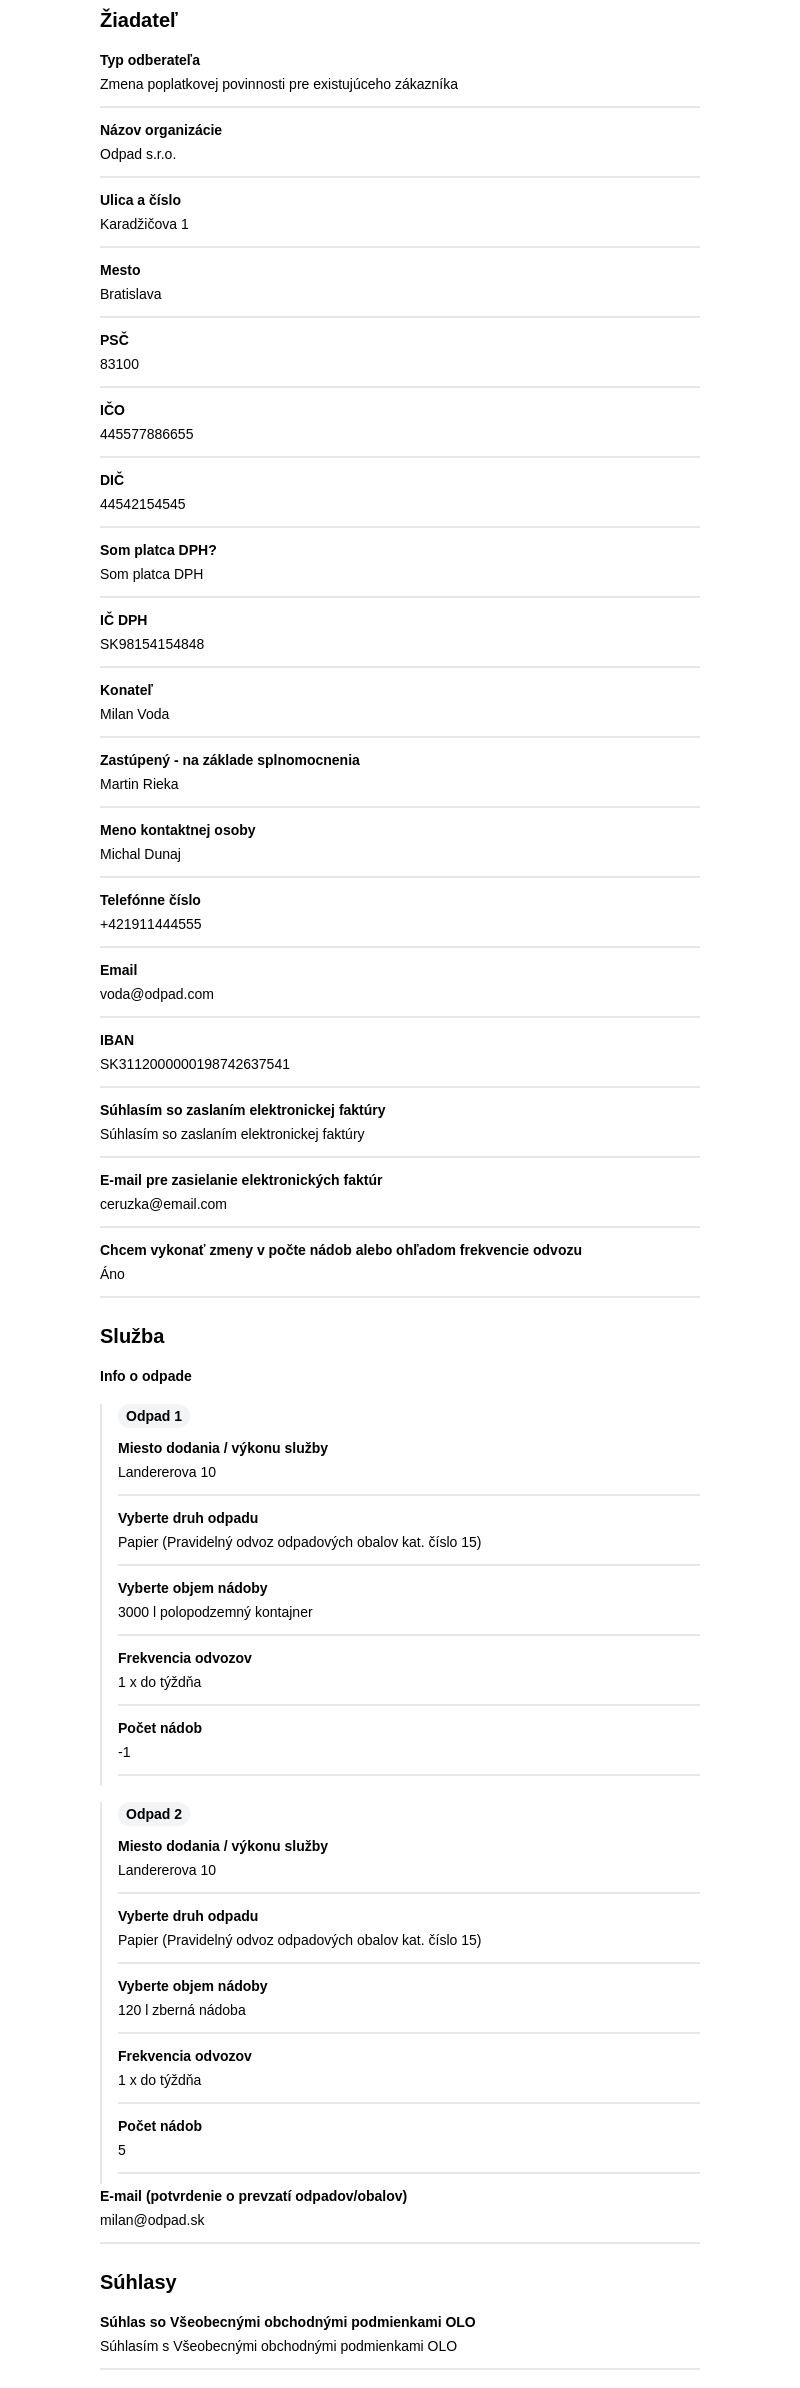 Žiadateľ
Typ odberateľa
Zmena poplatkovej povinnosti pre existujúceho zákazníka
Názov organizácie
Odpad s.r.o.
Ulica a číslo
Karadžičova 1
Mesto
Bratislava
PSČ
83100
IČO
445577886655
DIČ
44542154545
Som platca DPH?
Som platca DPH
IČ DPH
SK98154154848
Konateľ
Milan Voda
Zastúpený - na základe splnomocnenia
Martin Rieka
Meno kontaktnej osoby
Michal Dunaj
Telefónne číslo
+421911444555
Email
voda@odpad.com
IBAN
SK3112000000198742637541
Súhlasím so zaslaním elektronickej faktúry
Súhlasím so zaslaním elektronickej faktúry
E-mail pre zasielanie elektronických faktúr
ceruzka@email.com
Chcem vykonať zmeny v počte nádob alebo ohľadom frekvencie odvozu
Áno
Služba
Info o odpade
Odpad 1
Miesto dodania / výkonu služby
Landererova 10
Vyberte druh odpadu
Papier (Pravidelný odvoz odpadových obalov kat. číslo 15)
Vyberte objem nádoby
3000 l polopodzemný kontajner
Frekvencia odvozov
1 x do týždňa
Počet nádob
-1
Odpad 2
Miesto dodania / výkonu služby
Landererova 10
Vyberte druh odpadu
Papier (Pravidelný odvoz odpadových obalov kat. číslo 15)
Vyberte objem nádoby
120 l zberná nádoba
Frekvencia odvozov
1 x do týždňa
Počet nádob
5
E-mail (potvrdenie o prevzatí odpadov/obalov)
milan@odpad.sk
Súhlasy
Súhlas so Všeobecnými obchodnými podmienkami OLO
Súhlasím s Všeobecnými obchodnými podmienkami OLO